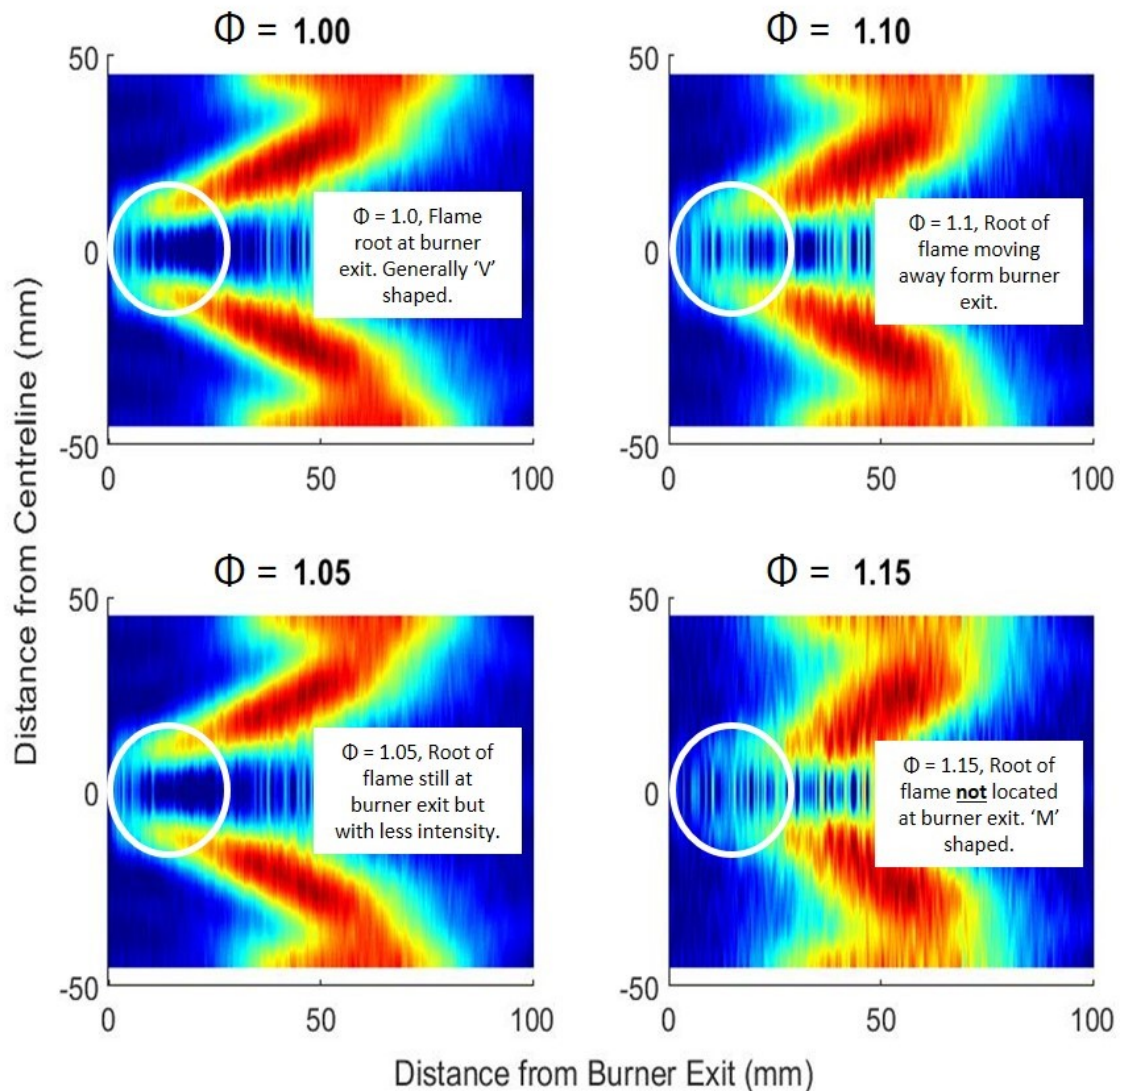 Φ = 1.00
Φ = 1.10
50
0
-50
0
50
100
Φ = 1.0, Flame
root at burner
exit. Generally ‘V’
shaped.
50
0
-50
0
50
100
Φ = 1.1, Root of
flame moving
away form burner
exit.
Distance from Centreline (mm)
Φ = 1.05
Φ = 1.15
50
0
-50
0
50
100
Φ = 1.05, Root of
flame still at
burner exit but
with less intensity.
50
0
-50
0
50
100
Φ = 1.15, Root of
flame not located
at burner exit. ‘M’
shaped.
Distance from Burner Exit (mm)